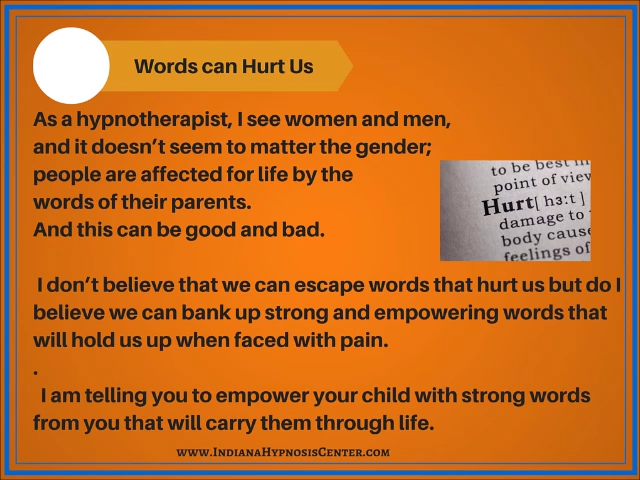 Words can Hurt Us
As a hypnotherapist, I see women and men,
and it doesn't seem to matter the gender;
people are affected for life by the
words of their parents.
And this can be good and bad.
to be best in
point of view
Hurt[ hɜːt ]
damage to
body cause
feelings of
I don't believe that we can escape words that hurt us but do I
believe we can bank up strong and empowering words that
will hold us up when faced with pain.
.
I am telling you to empower your child with strong words
from you that will carry them through life.
www.IndianaHypnosisCenter.com